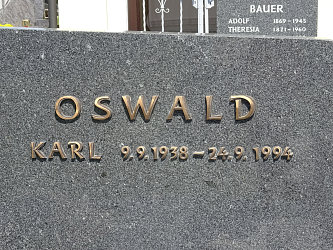 BAUER
ADOLF 1869-1945
THERESIA 1871-1960
OSWALD
KARL 9.9.1938-24.9.1994